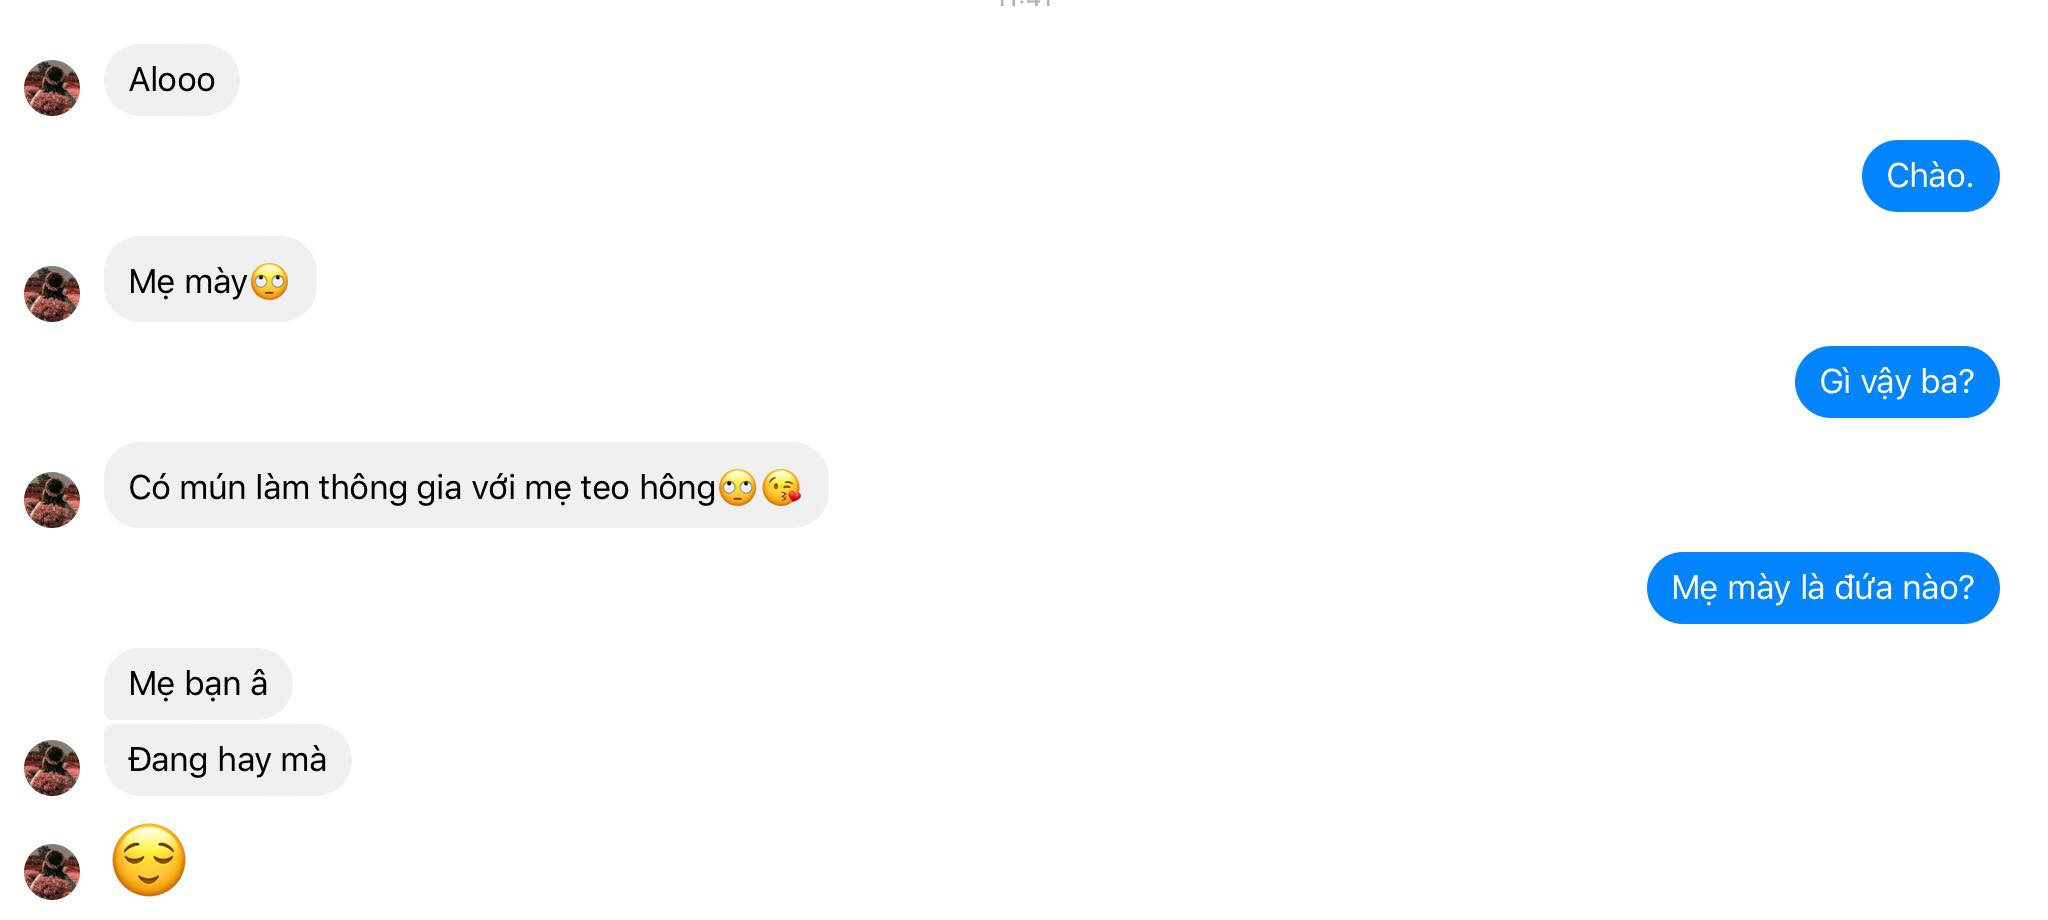 Alooo
Chào.
Mẹ mày🙄
Gì vậy ba?
Có mún làm thông gia với mẹ teo hông🙄😘
Mẹ mày là đứa nào?
Mẹ bạn â
Đang hay mà
😌